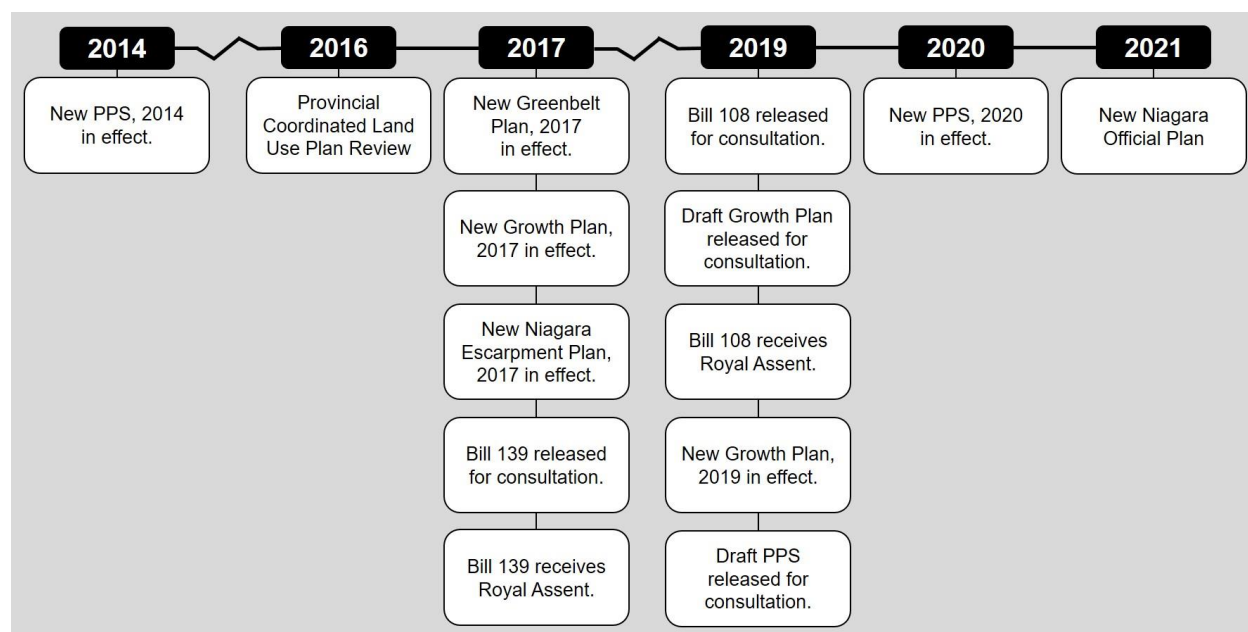 2014
New PPS, 2014
in effect.
2016
Provincial
Coordinated Land
Use Plan Review
2017
New Greenbelt
Plan, 2017
in effect.
New Growth Plan,
2017 in effect.
New Niagara
Escarpment Plan,
2017 in effect.
Bill 139 released
for consultation.
Bill 139 receives
Royal Assent.
2019
Bill 108 released
for consultation.
Draft Growth Plan
released for
consultation.
Bill 108 receives
Royal Assent.
New Growth Plan,
2019 in effect.
Draft PPS
released for
consultation.
2020
New PPS, 2020
in effect.
2021
New Niagara
Official Plan